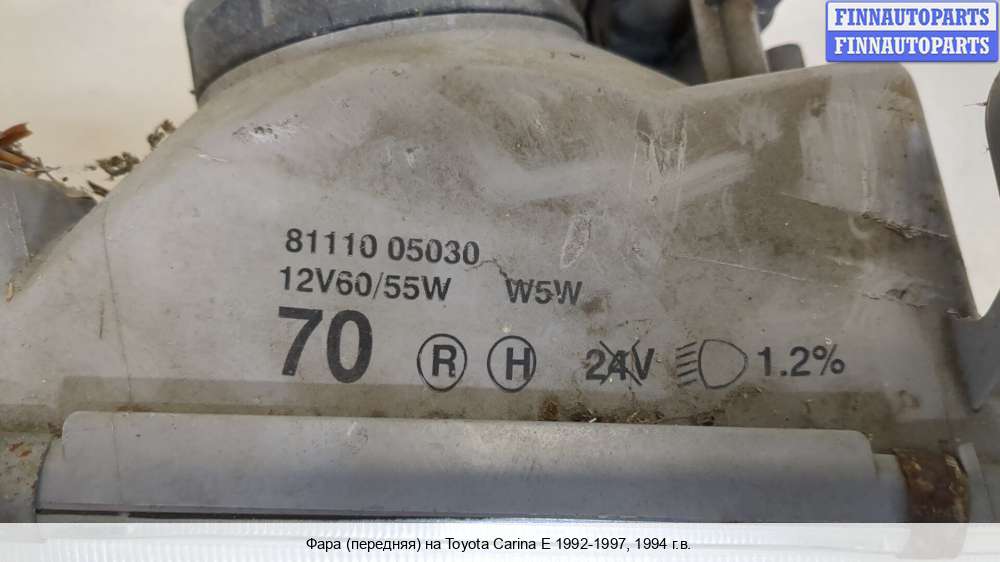 FINNAUTOPARTS
FINNAUTOPARTS
81110 05030
12V60/55W W5W
70 R H 24V 1.2%
Фара (передняя) на Toyota Carina E 1992-1997, 1994 г.в.